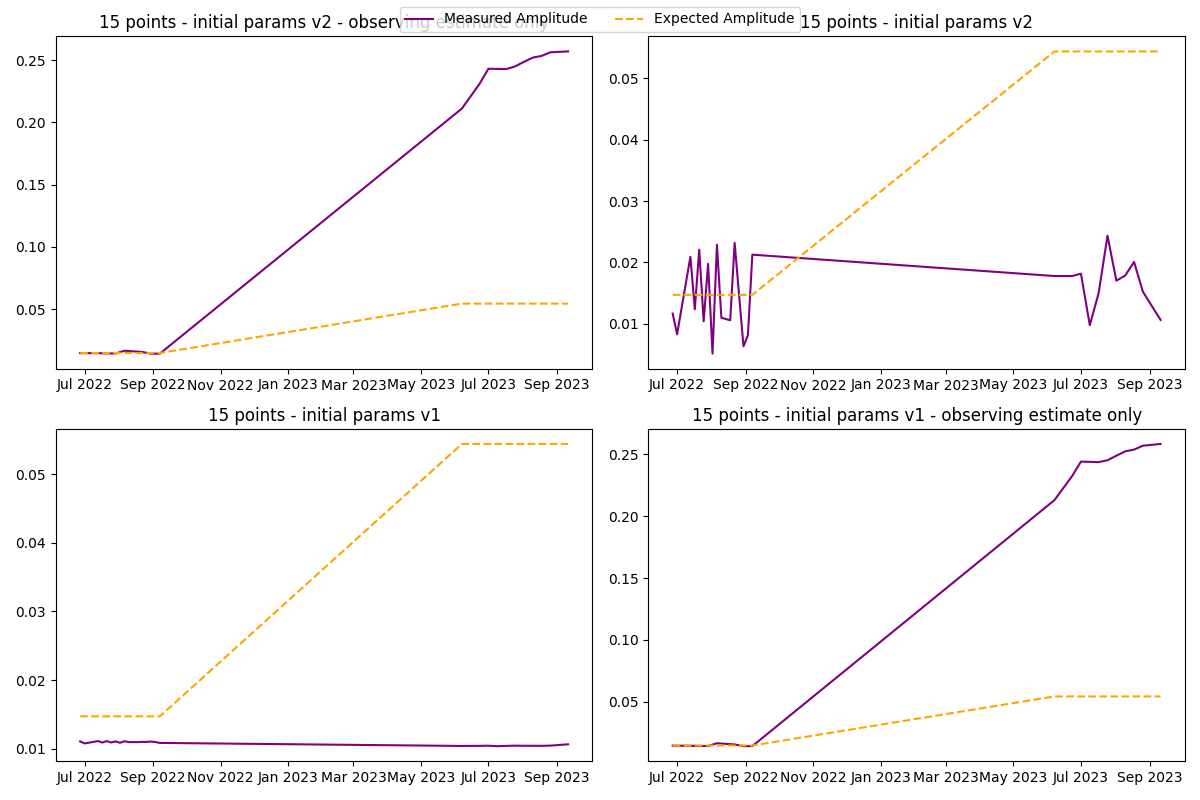 15 points - initial params v2 - observing estimate only
Measured Amplitude
Expected Amplitude
15 points - initial params v2
0.25
0.20
0.15
0.10
0.05
Jul 2022 Sep 2022 Nov 2022 Jan 2023 Mar 2023 May 2023 Jul 2023 Sep 2023
0.05
0.04
0.03
0.02
0.01
Jul 2022 Sep 2022 Nov 2022 Jan 2023 Mar 2023 May 2023 Jul 2023 Sep 2023
15 points - initial params v1
0.05
0.04
0.03
0.02
0.01
Jul 2022 Sep 2022 Nov 2022 Jan 2023 Mar 2023 May 2023 Jul 2023 Sep 2023
15 points - initial params v1 - observing estimate only
0.25
0.20
0.15
0.10
0.05
Jul 2022 Sep 2022 Nov 2022 Jan 2023 Mar 2023 May 2023 Jul 2023 Sep 2023